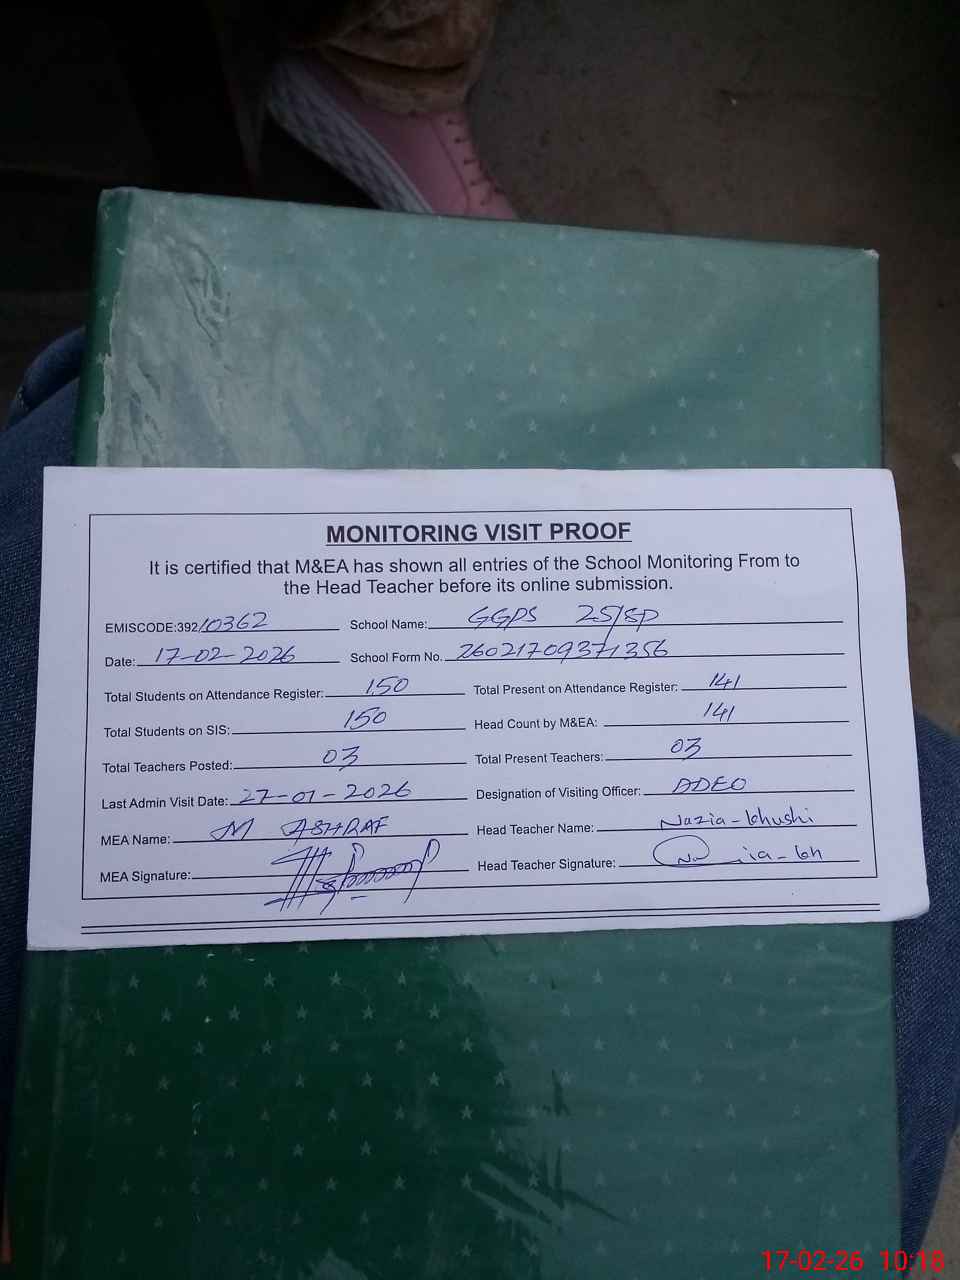 MONITORING VISIT PROOF
It is certified that M&EA has shown all entries of the School Monitoring From to
the Head Teacher before its online submission.
EMISCODE:392/10362 School Name: GGPS 25/SP
Date: 17-02-2026 School Form No. 26021709371356
Total Students on Attendance Register: 150 Total Present on Attendance Register: 141
Total Students on SIS: 150 Head Count by M&EA: 141
Total Teachers Posted: 03 Total Present Teachers: 03
Last Admin Visit Date: 27-01-2026 Designation of Visiting Officer: ADEO
MEA Name: M ASHRAF Head Teacher Name: Nazia-
MEA Signature: Head Teacher Signature:
17-02-26 10:18